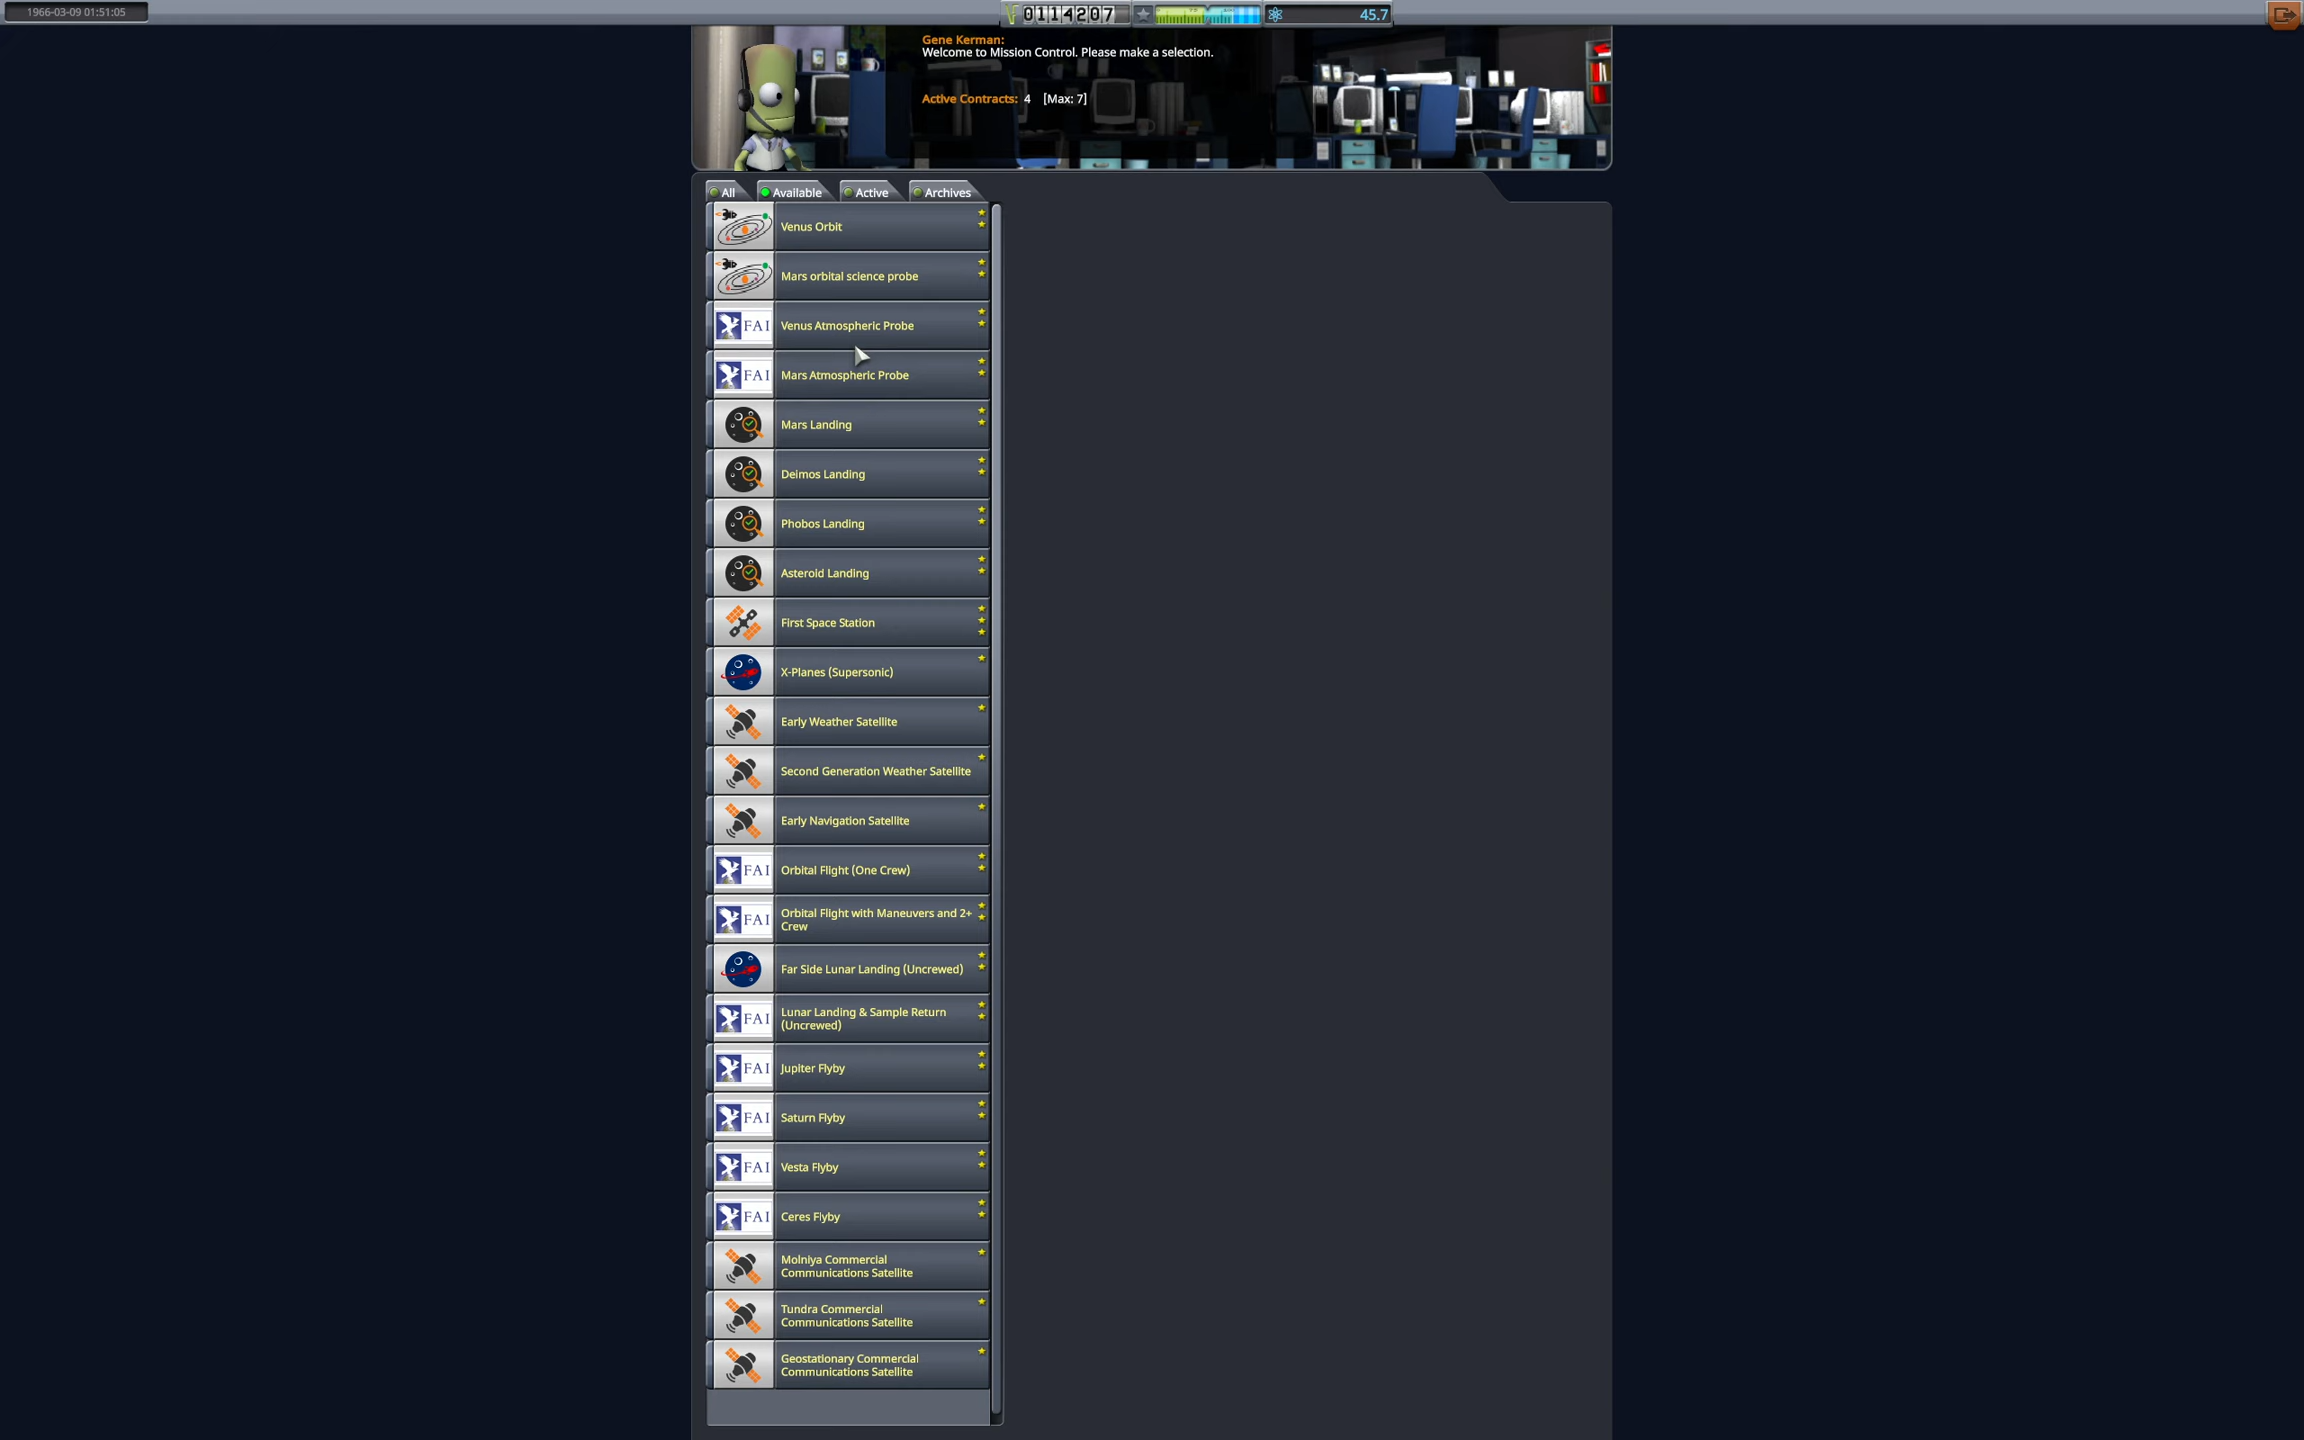 1966-03-09 01:51:05
0114207
45.7
Gene Kerman:
Welcome to Mission Control. Please make a selection.
Active Contracts: 4 [Max: 7]
All
Available
Active
Archives
Venus Orbit
Mars orbital science probe
FAI
Venus Atmospheric Probe
FAI
Mars Atmospheric Probe
Mars Landing
Deimos Landing
Phobos Landing
Asteroid Landing
First Space Station
X-Planes (Supersonic)
Early Weather Satellite
Second Generation Weather Satellite
Early Navigation Satellite
FAI
Orbital Flight (One Crew)
FAI
Orbital Flight with Maneuvers and 2+
Crew
Far Side Lunar Landing (Uncrewed)
FAI
Lunar Landing & Sample Return
(Uncrewed)
FAI
Jupiter Flyby
FAI
Saturn Flyby
FAI
Vesta Flyby
FAI
Ceres Flyby
Molniya Commercial
Communications Satellite
Tundra Commercial
Communications Satellite
Geostationary Commercial
Communications Satellite